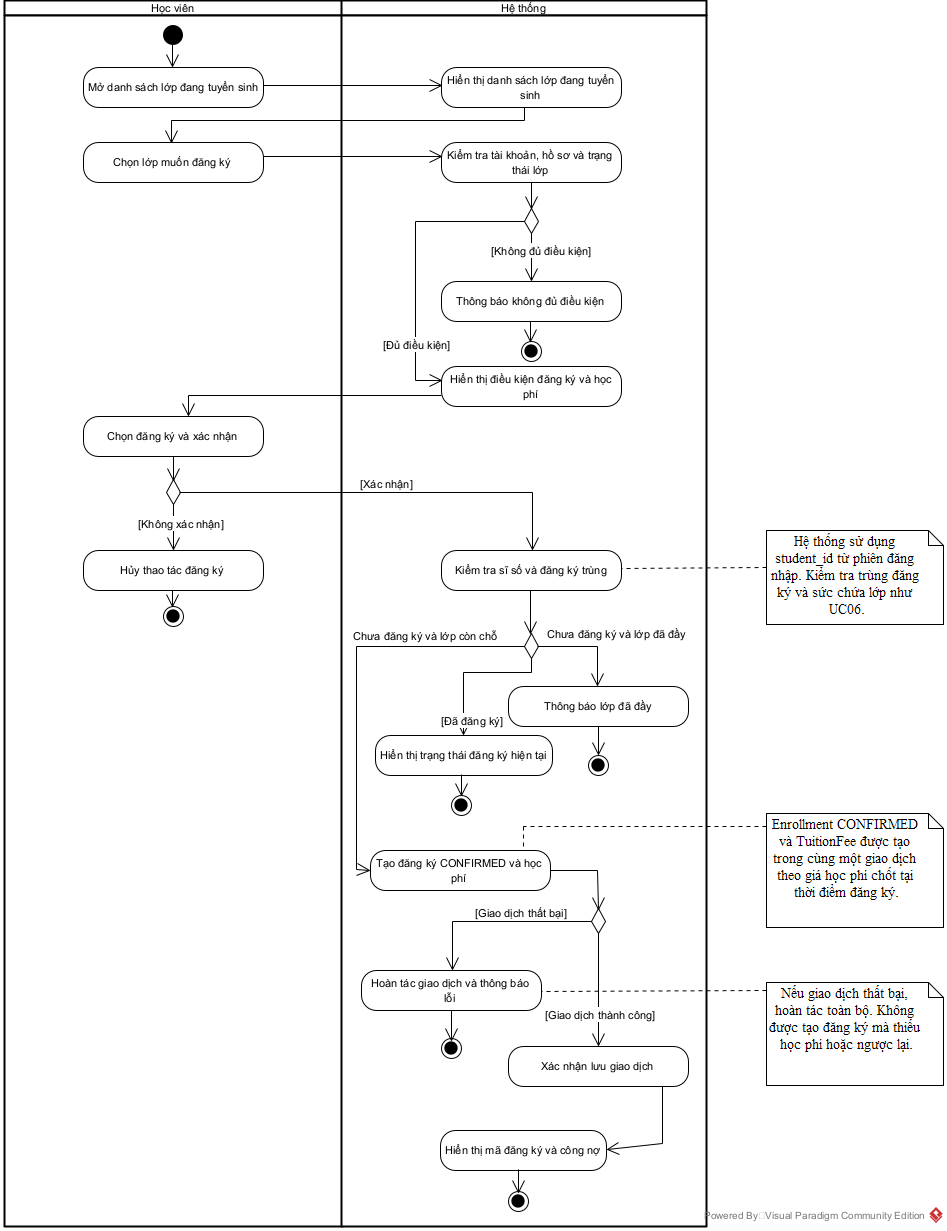 Học viên
Hệ thống
Mở danh sách lớp đang tuyển sinh
Hiển thị danh sách lớp đang tuyển
sinh
Chọn lớp muốn đăng ký
Kiểm tra tài khoản, hồ sơ và trạng
thái lớp
[Không đủ điều kiện]
Thông báo không đủ điều kiện
[Đủ điều kiện]
Hiển thị điều kiện đăng ký và học
phí
Chọn đăng ký và xác nhận
[Xác nhận]
[Không xác nhận]
Hủy thao tác đăng ký
Kiểm tra sĩ số và đăng ký trùng
Hệ thống sử dụng
student_id từ phiên đăng
nhập. Kiểm tra trùng đăng
ký và sức chứa lớp như
UC06.
Chưa đăng ký và lớp còn chỗ
Chưa đăng ký và lớp đã đầy
Thông báo lớp đã đầy
[Đã đăng ký]
Hiển thị trạng thái đăng ký hiện tại
Enrollment CONFIRMED
và TuitionFee được tạo
trong cùng một giao dịch
theo giá học phí chốt tại
thời điểm đăng ký.
Tạo đăng ký CONFIRMED và học
phí
[Giao dịch thất bại]
Hoàn tác giao dịch và thông báo
lỗi
Nếu giao dịch thất bại,
hoàn tác toàn bộ. Không
được tạo đăng ký mà thiếu
học phí hoặc ngược lại.
[Giao dịch thành công]
Xác nhận lưu giao dịch
Hiển thị mã đăng ký và công nợ
Powered By Visual Paradigm Community Edition